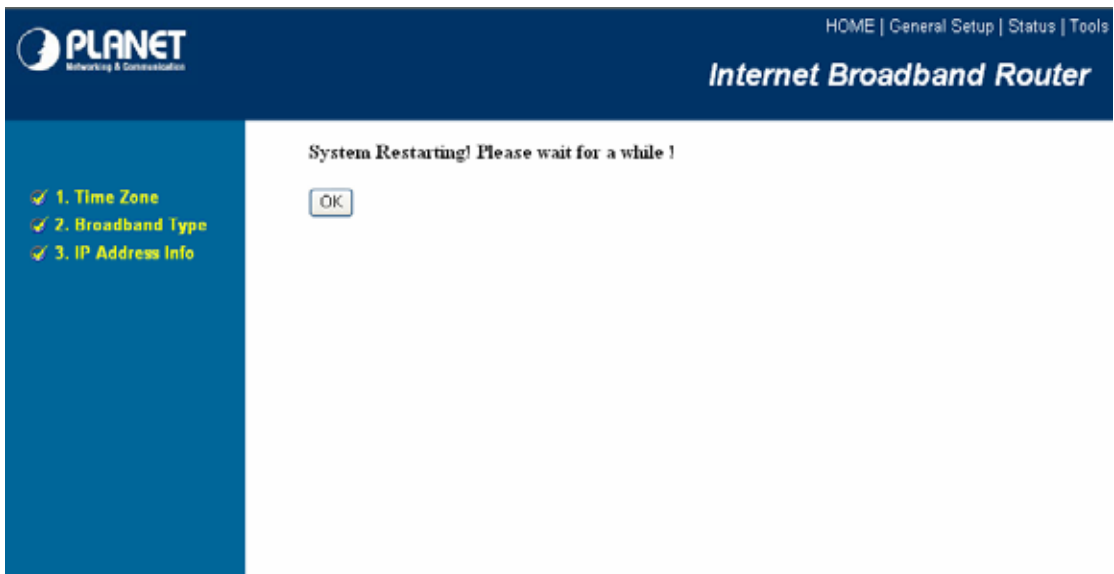 PLANET
Networking & Communication
HOME | General Setup | Status | Tools
Internet Broadband Router
1. Time Zone
2. Broadband Type
3. IP Address Info
System Restarting! Please wait for a while !
OK